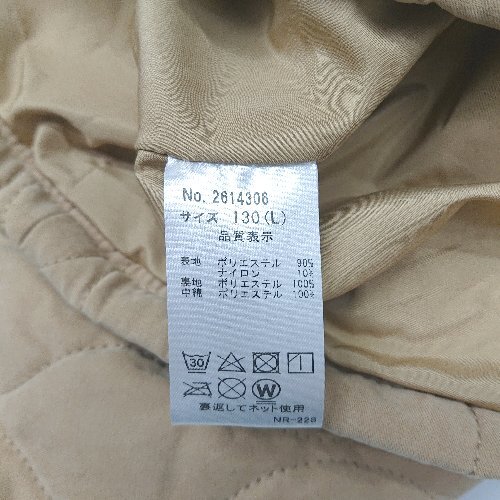 No. 2614306
サイズ 130(L)
品質表示
表地 ポリエステル 90%
ナイロン 10%
裏地 ポリエステル 100%
中綿 ポリエステル 100%
30
W
裏返してネット使用
NR-228